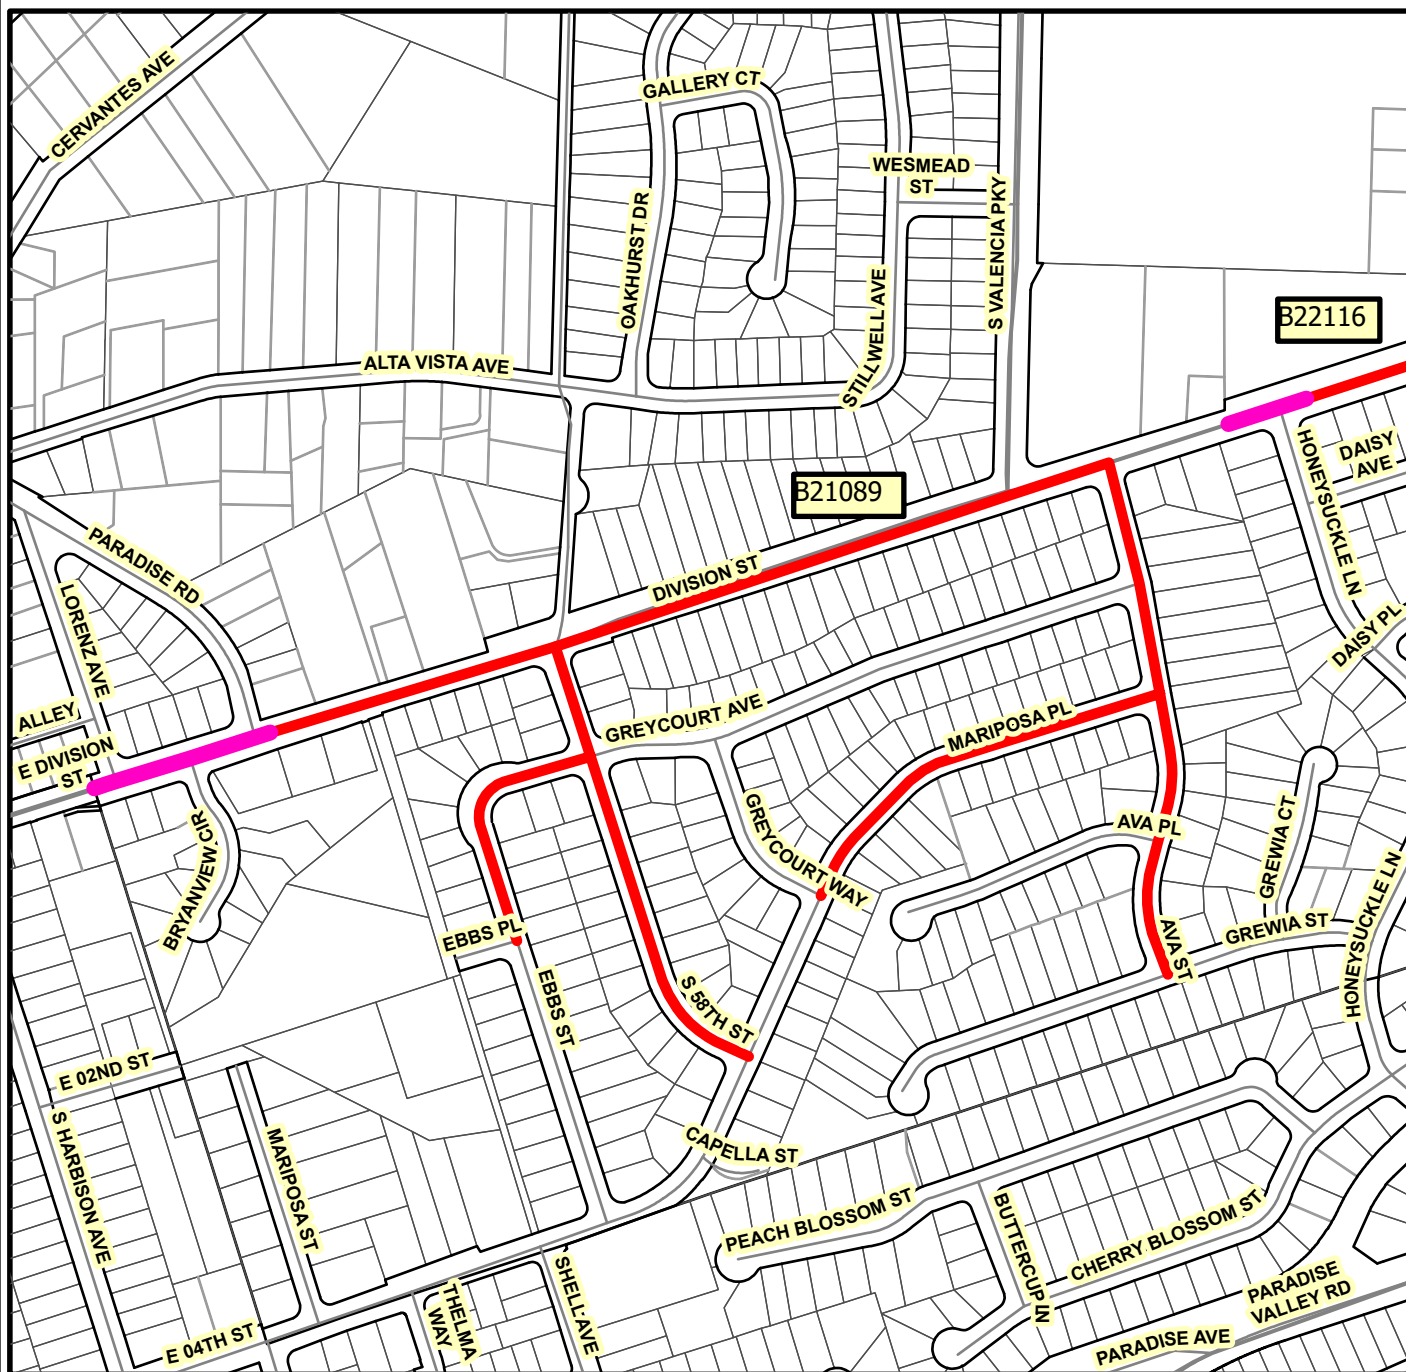 CERVANTES AVE
GALLERY CT
WESMEAD
ST
OAKHURST DR
S VALENCIA PKY
STILLWELL AVE
B22116
ALTA VISTA AVE
HONEYSUCKLE LN
DAISY
AVE
B21089
PARADISE RD
DIVISION ST
LORENZ AVE
DAISY PL
ALLEY
GREYCOURT AVE
MARIPOSA PL
E DIVISION
ST
GREYCOURT WAY
AVA PL
BRYANVIEW CIR
GREWIA CT
HONEYSUCKLE LN
EBBS PL
GREWIA ST
AVA ST
EBBS ST
S 58TH ST
E 02ND ST
S HARBISON AVE
MARIPOSA ST
CAPELLA ST
PEACH BLOSSOM ST
BUTTERCUP LN
CHERRY BLOSSOM ST
SHELL AVE
THELMA
WAY
PARADISE
VALLEY RD
E 04TH ST
PARADISE AVE